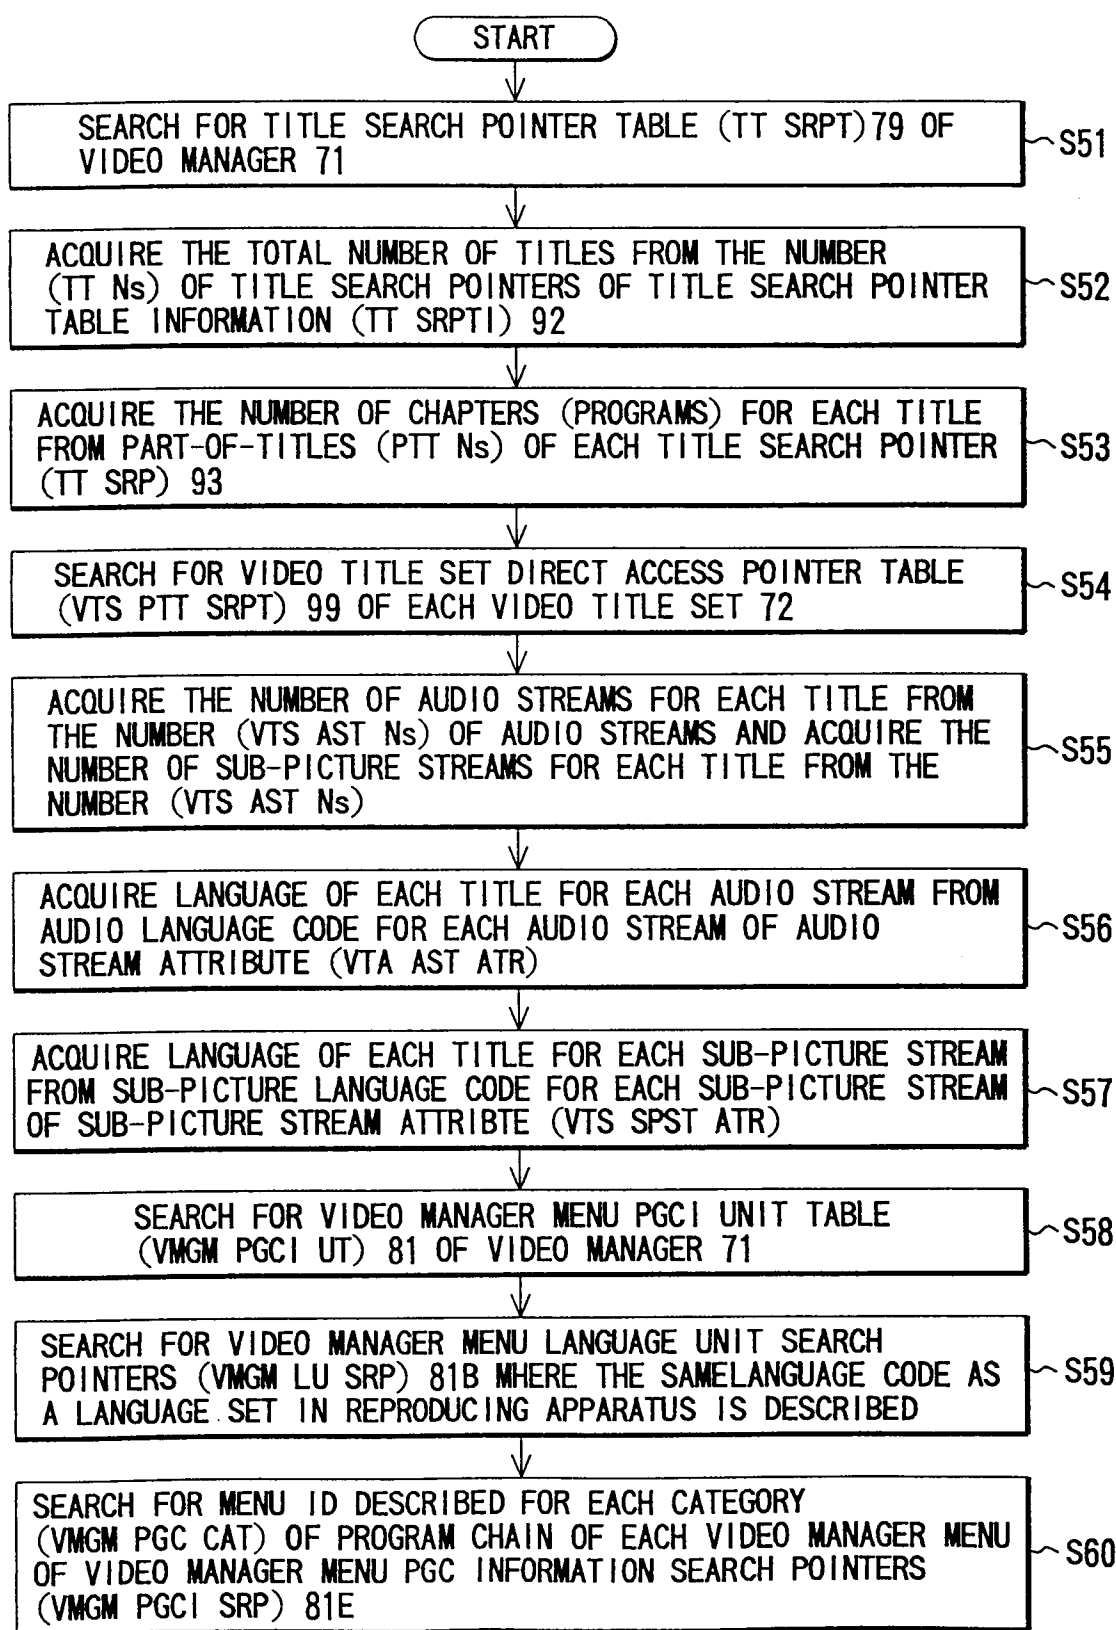 START
SEARCH FOR TITLE SEARCH POINTER TABLE (TT SRPT)79 OF
VIDEO MANAGER 71
S51
ACQUIRE THE TOTAL NUMBER OF TITLES FROM THE NUMBER
(TT Ns) OF TITLE SEARCH POINTERS OF TITLE SEARCH POINTER
TABLE INFORMATION (TT SRPTI) 92
S52
ACQUIRE THE NUMBER OF CHAPTERS (PROGRAMS) FOR EACH TITLE
FROM PART-OF-TITLES (PTT Ns) OF EACH TITLE SEARCH POINTER
(TT SRP) 93
S53
SEARCH FOR VIDEO TITLE SET DIRECT ACCESS POINTER TABLE
(VTS PTT SRPT) 99 OF EACH VIDEO TITLE SET 72
S54
ACQUIRE THE NUMBER OF AUDIO STREAMS FOR EACH TITLE FROM
THE NUMBER (VTS AST Ns) OF AUDIO STREAMS AND ACQUIRE THE
NUMBER OF SUB-PICTURE STREAMS FOR EACH TITLE FROM THE
NUMBER (VTS AST Ns)
S55
ACQUIRE LANGUAGE OF EACH TITLE FOR EACH AUDIO STREAM FROM
AUDIO LANGUAGE CODE FOR EACH AUDIO STREAM OF AUDIO
STREAM ATTRIBUTE (VTA AST ATR)
S56
ACQUIRE LANGUAGE OF EACH TITLE FOR EACH SUB-PICTURE STREAM
FROM SUB-PICTURE LANGUAGE CODE FOR EACH SUB-PICTURE STREAM
OF SUB-PICTURE STREAM ATTRIBTE (VTS SPST ATR)
S57
SEARCH FOR VIDEO MANAGER MENU PGCI UNIT TABLE
(VMGM PGCI UT) 81 OF VIDEO MANAGER 71
S58
SEARCH FOR VIDEO MANAGER MENU LANGUAGE UNIT SEARCH
POINTERS (VMGM LU SRP) 81B WHERE THE SAMELANGUAGE CODE AS
A LANGUAGE SET IN REPRODUCING APPARATUS IS DESCRIBED
S59
SEARCH FOR MENU ID DESCRIBED FOR EACH CATEGORY
(VMGM PGC CAT) OF PROGRAM CHAIN OF EACH VIDEO MANAGER MENU
OF VIDEO MANAGER MENU PGC INFORMATION SEARCH POINTERS
(VMGM PGCI SRP) 81E
S60